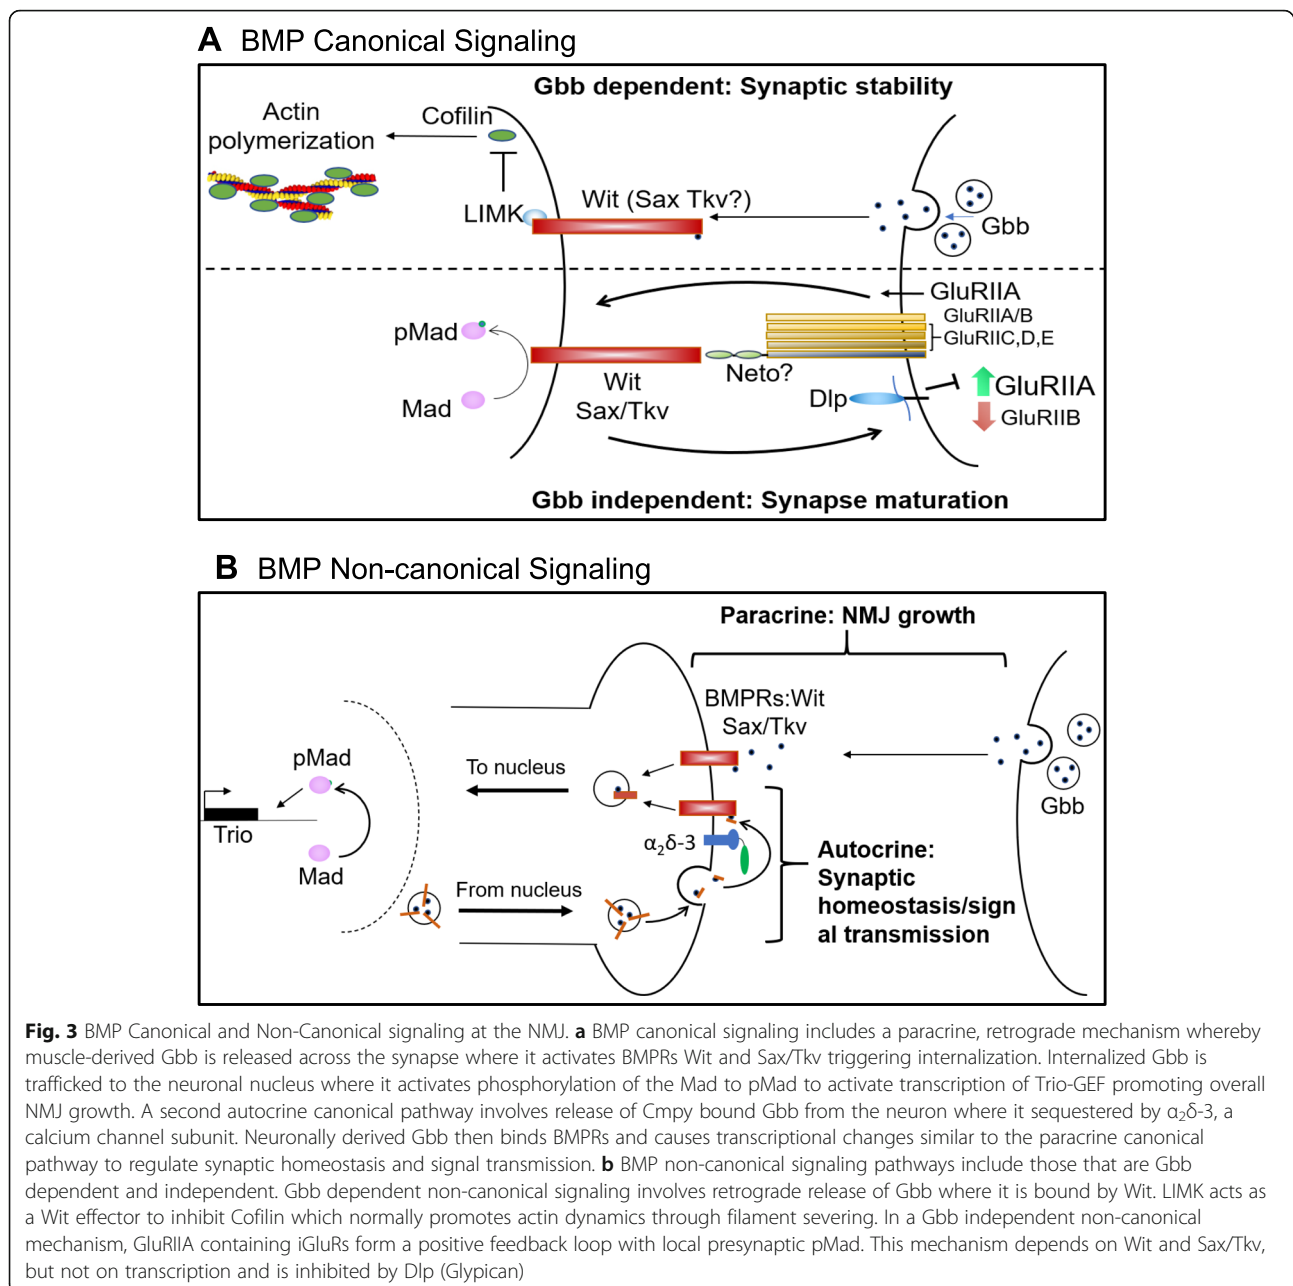 A BMP Canonical Signaling
Gbb dependent: Synaptic stability
Actin
polymerization
Cofilin
LIMK
Wit (Sax Tkv?)
Gbb
GluRIIA
GluRIIA/B
GluRIIC,D,E
pMad
Mad
Wit
Sax/Tkv
Neto?
Dlp
GluRIIA
GluRIIB
Gbb independent: Synapse maturation
B BMP Non-canonical Signaling
Paracrine: NMJ growth
BMPRs:Wit
Sax/Tkv
pMad
To nucleus
Trio
Mad
α₂δ-3
Gbb
From nucleus
Autocrine:
Synaptic
homeostasis/sign
al transmission
Fig. 3 BMP Canonical and Non-Canonical signaling at the NMJ. a BMP canonical signaling includes a paracrine, retrograde mechanism whereby
muscle-derived Gbb is released across the synapse where it activates BMPRs Wit and Sax/Tkv triggering internalization. Internalized Gbb is
trafficked to the neuronal nucleus where it activates phosphorylation of the Mad to pMad to activate transcription of Trio-GEF promoting overall
NMJ growth. A second autocrine canonical pathway involves release of Cmpy bound Gbb from the neuron where it sequestered by α₂δ-3, a
calcium channel subunit. Neuronally derived Gbb then binds BMPRs and causes transcriptional changes similar to the paracrine canonical
pathway to regulate synaptic homeostasis and signal transmission. b BMP non-canonical signaling pathways include those that are Gbb
dependent and independent. Gbb dependent non-canonical signaling involves retrograde release of Gbb where it is bound by Wit. LIMK acts as
a Wit effector to inhibit Cofilin which normally promotes actin dynamics through filament severing. In a Gbb independent non-canonical
mechanism, GluRIIA containing iGluRs form a positive feedback loop with local presynaptic pMad. This mechanism depends on Wit and Sax/Tkv,
but not on transcription and is inhibited by Dlp (Glypican)